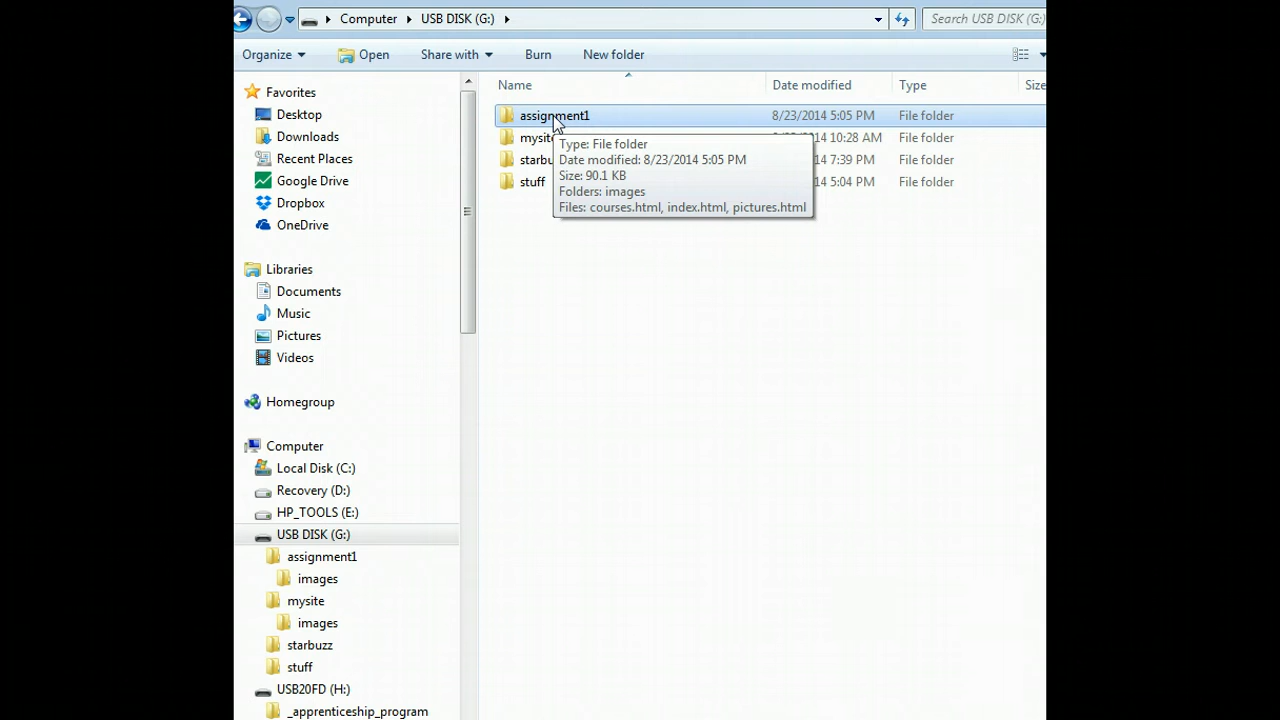 Computer USB DISK (G:) Search USB DISK (G:)
Organize Open Share with Burn New folder
Name Date modified Type Size
assignment1 8/23/2014 5:05 PM File folder
10:28 AM File folder
7:39 PM File folder
stuff 5:04 PM File folder
Type: File folder
Date modified: 8/23/2014 5:05 PM
Size: 90.1 KB
Folders: images
Files: courses.html, index.html, pictures.html
Favorites
Desktop
Downloads
Recent Places
Google Drive
Dropbox
OneDrive
Libraries
Documents
Music
Pictures
Videos
Homegroup
Computer
Local Disk (C:)
Recovery (D:)
HP_TOOLS (E:)
USB DISK (G:)
assignment1
images
mysite
images
starbuzz
stuff
USB20FD (H:)
_apprenticeship_program